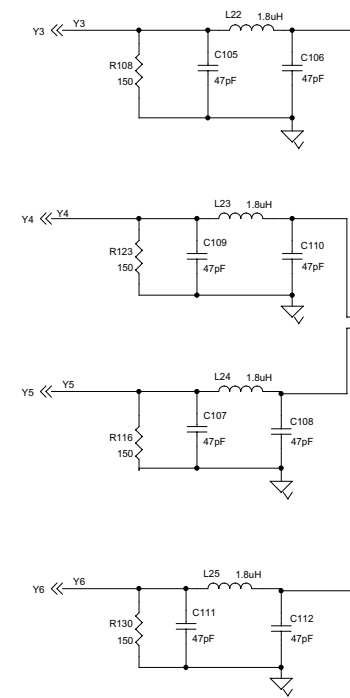 L22 1.8uH
Y3 Y3
C105 C106
R108
150 47pF 47pF
L23 1.8uH
Y4 Y4
R123 C109 C110
150 47pF 47pF
L24 1.8uH
Y5 Y5
C107 C108
R116
150 47pF 47pF
L25 1.8uH
Y6 Y6
R130 C111 C112
150 47pF 47pF